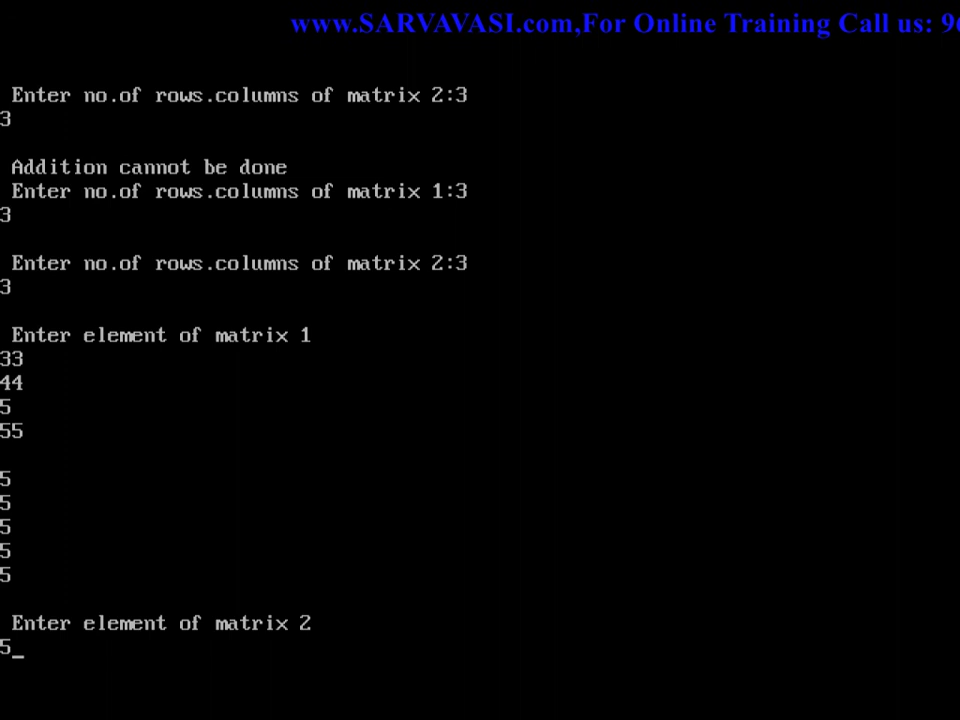 www.SARVAVASI.com,For Online Training Call us: 9
Enter no.of rows.columns of matrix 2:3
3
Addition cannot be done
Enter no.of rows.columns of matrix 1:3
3
Enter no.of rows.columns of matrix 2:3
3
Enter element of matrix 1
33
44
5
55
5
5
5
5
5
Enter element of matrix 2
5_